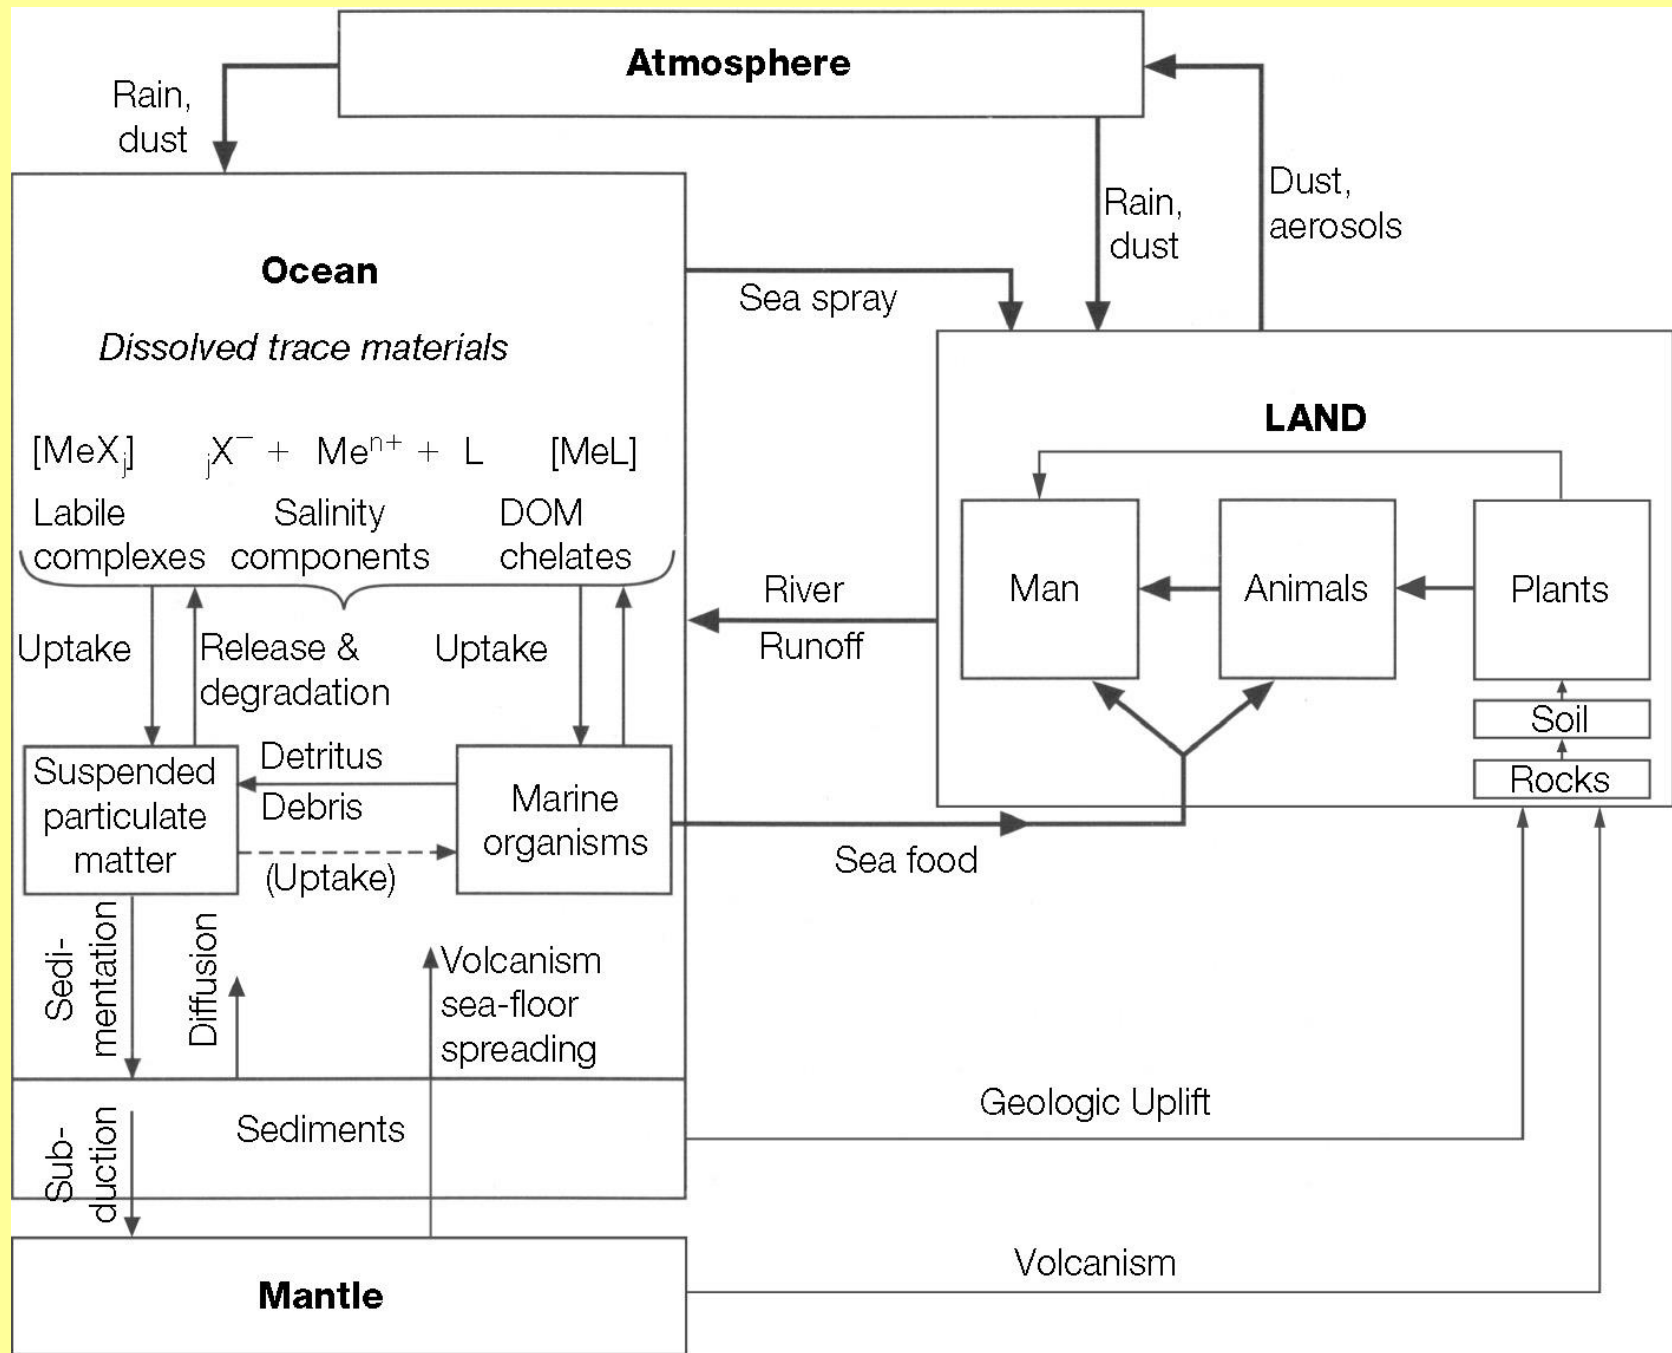 Atmosphere
Rain,
dust
Rain,
dust
Dust,
aerosols
Ocean
Dissolved trace materials
[MeXj] jX⁻ + Meⁿ⁺ + L [MeL]
Labile
complexes
Salinity
components
DOM
chelates
Uptake
Release &
degradation
Uptake
Suspended
particulate
matter
Detritus
Debris
(Uptake)
Marine
organisms
Sedi-
mentation
Diffusion
Volcanism
sea-floor
spreading
Sediments
Sub-
duction
Mantle
Sea spray
River
Runoff
Sea food
LAND
Man
Animals
Plants
Soil
Rocks
Geologic Uplift
Volcanism